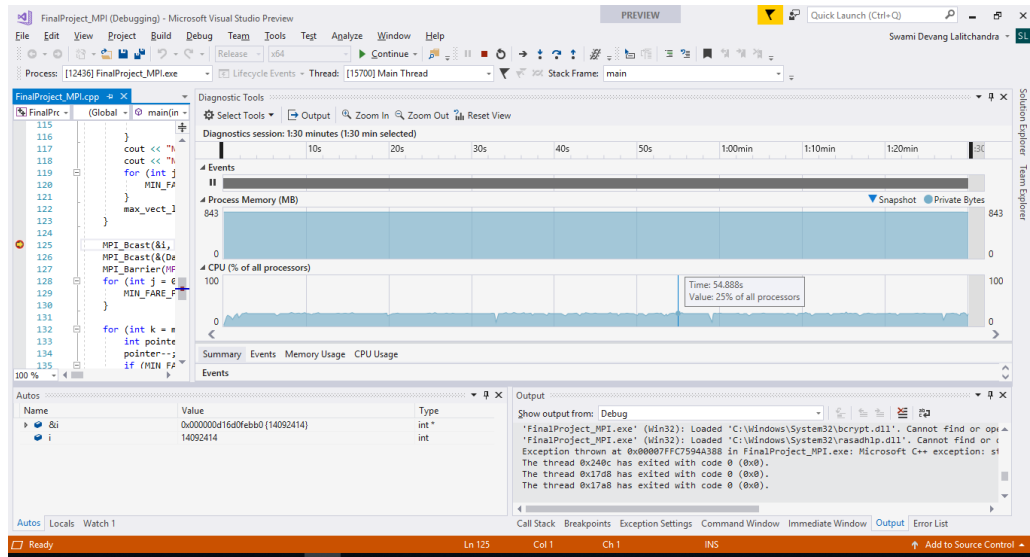 FinalProject_MPI (Debugging) - Microsoft Visual Studio Preview
PREVIEW
Quick Launch (Ctrl+Q)
File Edit View Project Build Debug Team Tools Test Analyze Window Help
Swami Devang Lalitchandra
SL
Release x64 Continue
Process: [12436] FinalProject_MPI.exe Lifecycle Events Thread: [15700] Main Thread Stack Frame: main
FinalProject_MPI.cpp
FinalPrc (Global main(in
115
116 }
117 cout << "N
118 cout << "N
119 for (int j
120 MIN_FA
121 }
122 max_vect_l
123 }
124
125 MPI_Bcast(&i,
126 MPI_Bcast(&(Da
127 MPI_Barrier(MP
128 for (int j = 0
129 MIN_FARE_F
130 }
131
132 for (int k = m
133 int pointe
134 pointer--;
135 if (MIN_FA
100 %
Diagnostic Tools
Select Tools Output Zoom In Zoom Out Reset View
Diagnostics session: 1:30 minutes (1:30 min selected)
10s 20s 30s 40s 50s 1:00min 1:10min 1:20min :30
Events
Process Memory (MB) Snapshot Private Bytes
843 843
0 0
CPU (% of all processors)
100 100
Time: 54.888s
Value: 25% of all processors
0 0
Summary Events Memory Usage CPU Usage
Events
Solution Explorer
Team Explorer
Autos
Name Value Type
&i 0x000000d16d0febb0 {14092414} int *
i 14092414 int
Autos Locals Watch 1
Output
Show output from: Debug
'FinalProject_MPI.exe' (Win32): Loaded 'C:\Windows\System32\bcrypt.dll'. Cannot find or ope
'FinalProject_MPI.exe' (Win32): Loaded 'C:\Windows\System32\rasadhlp.dll'. Cannot find or o
Exception thrown at 0x00007FFC7594A388 in FinalProject_MPI.exe: Microsoft C++ exception: st
The thread 0x240c has exited with code 0 (0x0).
The thread 0x17d8 has exited with code 0 (0x0).
The thread 0x17a8 has exited with code 0 (0x0).
Call Stack Breakpoints Exception Settings Command Window Immediate Window Output Error List
Ready Ln 125 Col 1 Ch 1 INS Add to Source Control